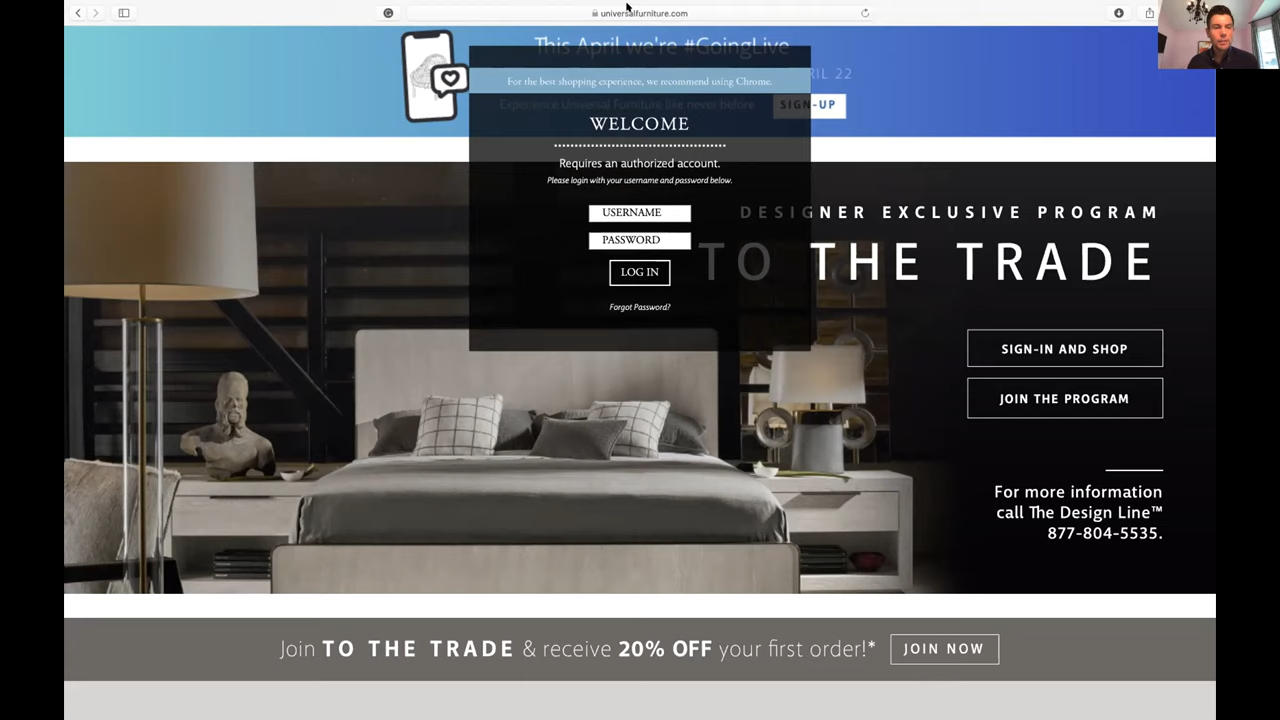 universalfurniture.com
This April we're #GoingLive
RIL 22
For the best shopping experience, we recommend using Chrome.
Experience Universal Furniture like never before
SIGN-UP
WELCOME
Requires an authorized account.
Please login with your username and password below.
USERNAME
PASSWORD
LOG IN
Forgot Password?
DESIGNER EXCLUSIVE PROGRAM
TO THE TRADE
SIGN-IN AND SHOP
JOIN THE PROGRAM
For more information
call The Design Line™
877-804-5535.
Join TO THE TRADE & receive 20% OFF your first order!*
JOIN NOW